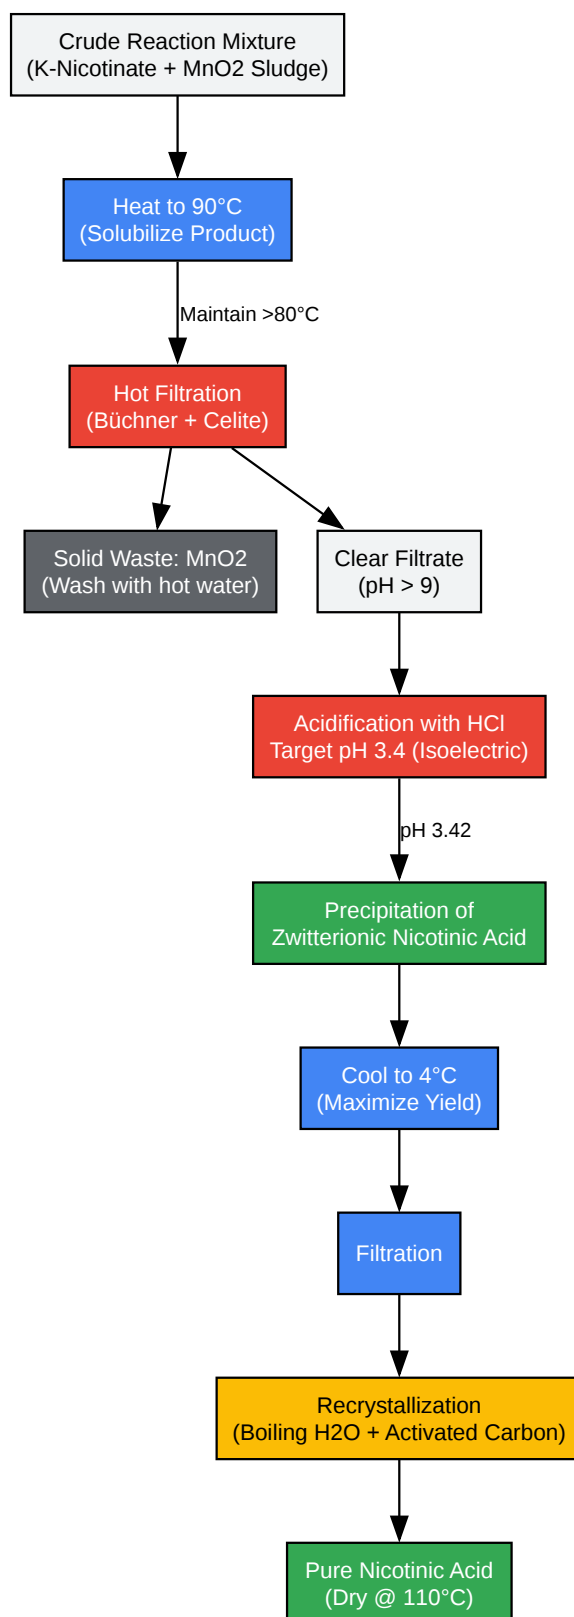 Crude Reaction Mixture
(K-Nicotinate + MnO2 Sludge)
Heat to 90°C
(Solubilize Product)
Maintain >80°C
Hot Filtration
(Büchner + Celite)
Solid Waste: MnO2
(Wash with hot water)
Clear Filtrate
(pH > 9)
Acidification with HCl
Target pH 3.4 (Isoelectric)
pH 3.42
Precipitation of
Zwitterionic Nicotinic Acid
Cool to 4°C
(Maximize Yield)
Filtration
Recrystallization
(Boiling H2O + Activated Carbon)
Pure Nicotinic Acid
(Dry @ 110°C)